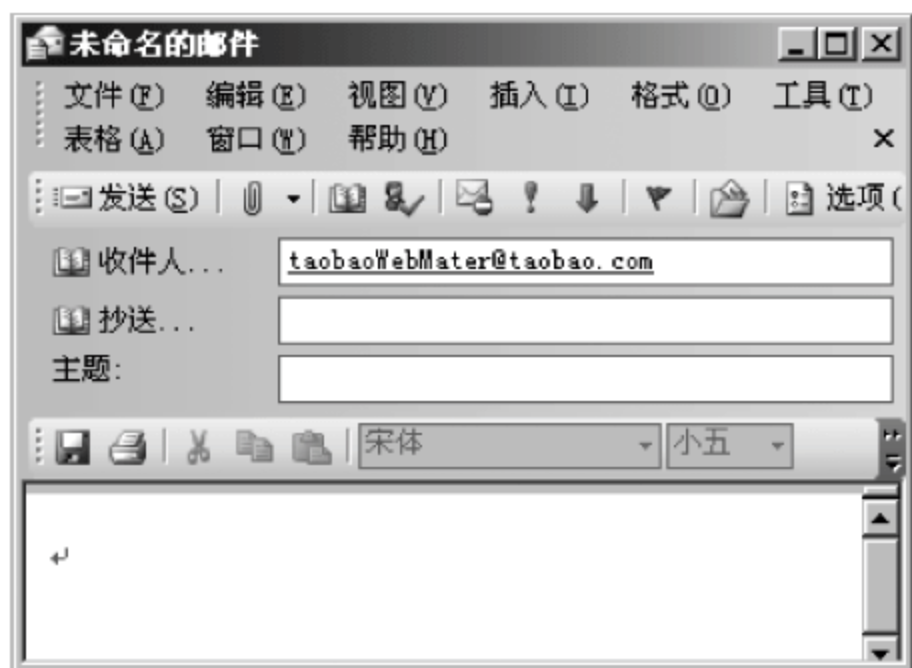 未命名的邮件
文件(F) 编辑(E) 视图(V) 插入(I) 格式(O) 工具(T)
表格(A) 窗口(W) 帮助(H)
发送(S) 选项(
收件人... taobaoWebMater@taobao.com
抄送...
主题:
宋体 小五